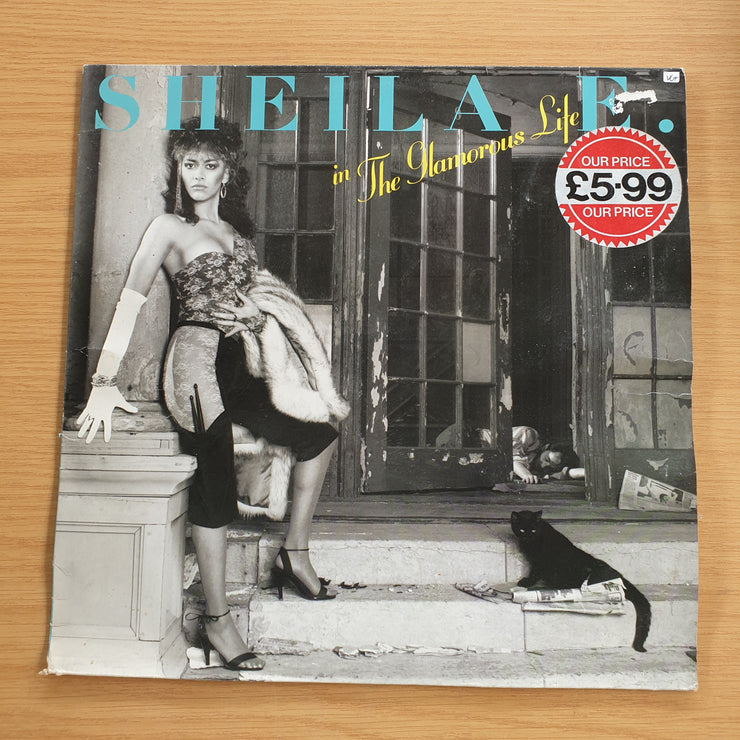 SHEILA E.
in The Glamorous Life
OUR PRICE
£5·99
OUR PRICE